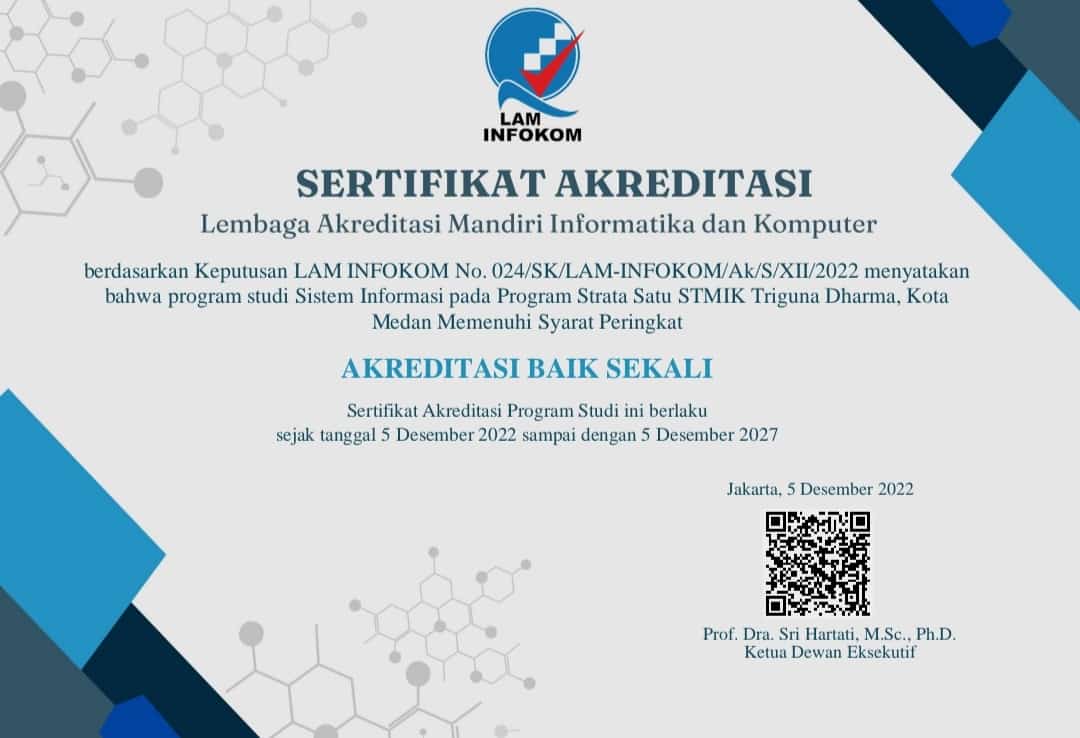 LAM
INFOKOM
SERTIFIKAT AKREDITASI
Lembaga Akreditasi Mandiri Informatika dan Komputer
berdasarkan Keputusan LAM INFOKOM No. 024/SK/LAM-INFOKOM/Ak/S/XII/2022 menyatakan
bahwa program studi Sistem Informasi pada Program Strata Satu STMIK Triguna Dharma, Kota
Medan Memenuhi Syarat Peringkat
AKREDITASI BAIK SEKALI
Sertifikat Akreditasi Program Studi ini berlaku
sejak tanggal 5 Desember 2022 sampai dengan 5 Desember 2027
Jakarta, 5 Desember 2022
Prof. Dra. Sri Hartati, M.Sc., Ph.D.
Ketua Dewan Eksekutif